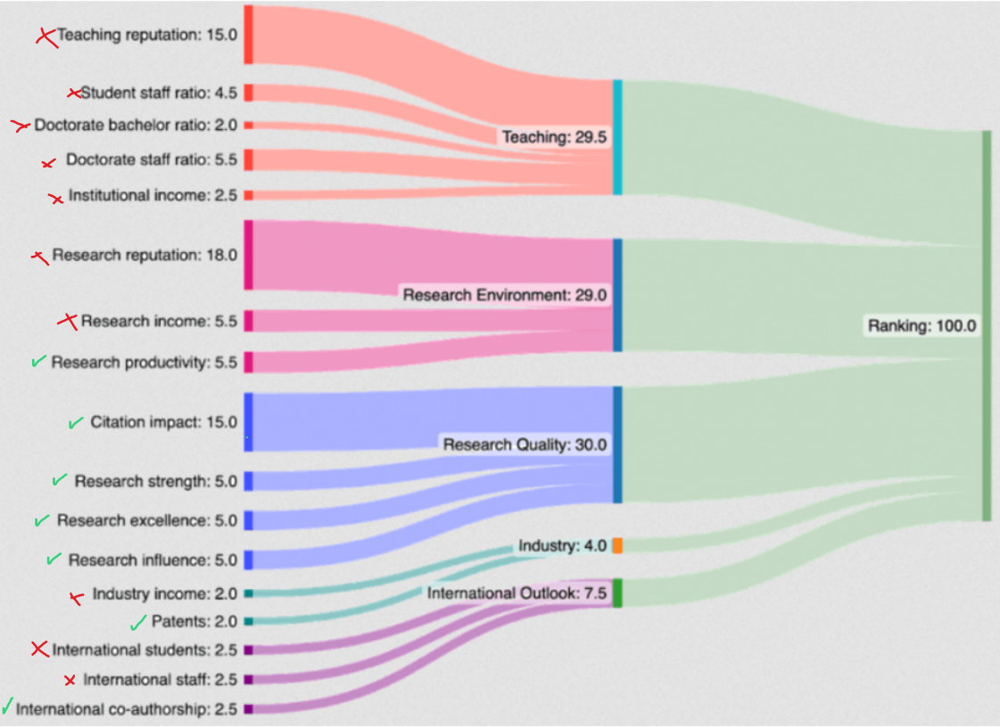 Teaching reputation: 15.0
Student staff ratio: 4.5
Doctorate bachelor ratio: 2.0
Teaching: 29.5
Doctorate staff ratio: 5.5
Institutional income: 2.5
Research reputation: 18.0
Research Environment: 29.0
Research income: 5.5
Ranking: 100.0
Research productivity: 5.5
Citation impact: 15.0
Research Quality: 30.0
Research strength: 5.0
Research excellence: 5.0
Industry: 4.0
Research influence: 5.0
Industry income: 2.0
International Outlook: 7.5
Patents: 2.0
International students: 2.5
International staff: 2.5
International co-authorship: 2.5